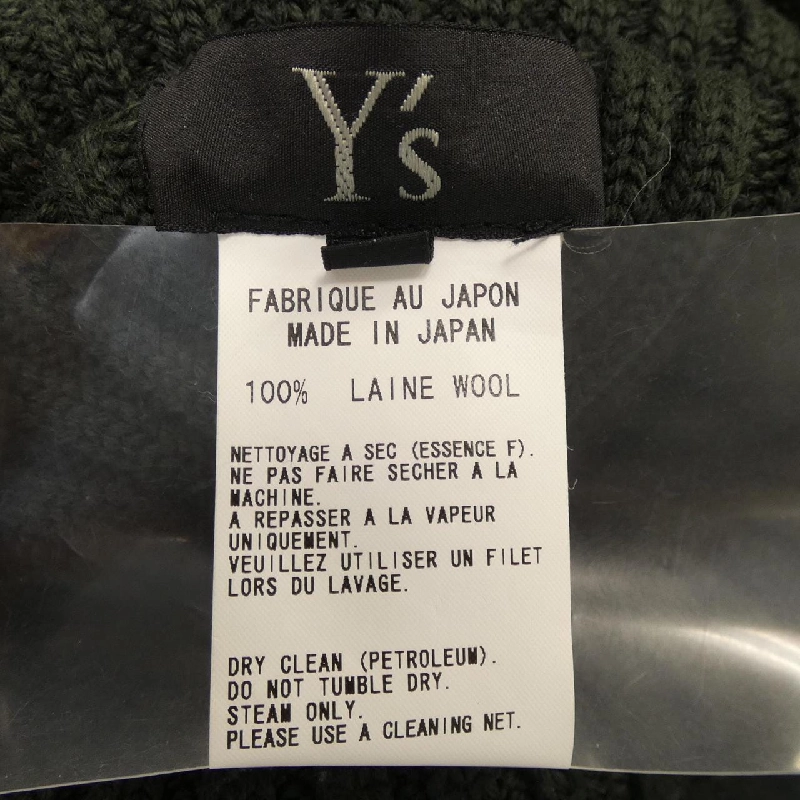 Y's
FABRIQUE AU JAPON
MADE IN JAPAN
100% LAINE WOOL
NETTOYAGE A SEC (ESSENCE F).
NE PAS FAIRE SECHER A LA
MACHINE.
A REPASSER A LA VAPEUR
UNIQUEMENT.
VEUILLEZ UTILISER UN FILET
LORS DU LAVAGE.
DRY CLEAN (PETROLEUM).
DO NOT TUMBLE DRY.
STEAM ONLY.
PLEASE USE A CLEANING NET.